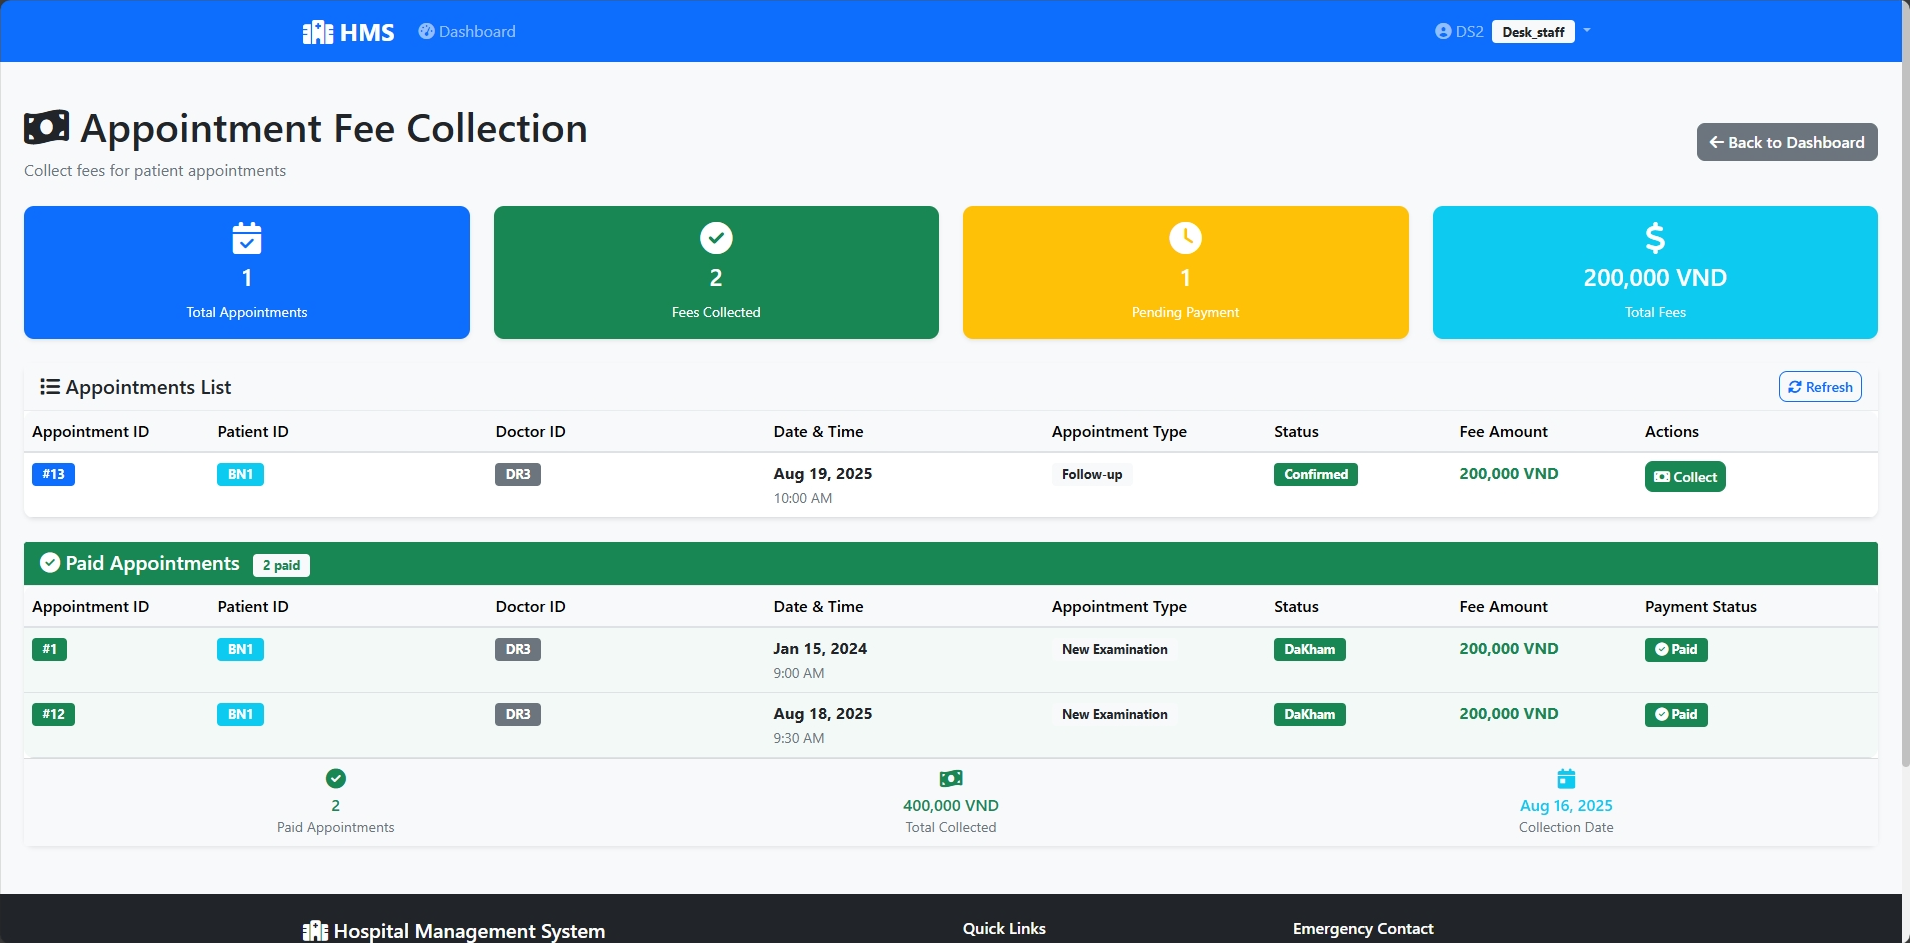 HMS Dashboard DS2 Desk_staff
Appointment Fee Collection
Back to Dashboard
Collect fees for patient appointments
1
Total Appointments
2
Fees Collected
1
Pending Payment
200,000 VND
Total Fees
Appointments List
Refresh
Appointment ID Patient ID Doctor ID Date & Time Appointment Type Status Fee Amount Actions
#13 BN1 DR3 Aug 19, 2025 Follow-up Confirmed 200,000 VND Collect
10:00 AM
Paid Appointments 2 paid
Appointment ID Patient ID Doctor ID Date & Time Appointment Type Status Fee Amount Payment Status
#1 BN1 DR3 Jan 15, 2024 New Examination DaKham 200,000 VND Paid
9:00 AM
#12 BN1 DR3 Aug 18, 2025 New Examination DaKham 200,000 VND Paid
9:30 AM
2
Paid Appointments
400,000 VND
Total Collected
Aug 16, 2025
Collection Date
Hospital Management System
Quick Links
Emergency Contact